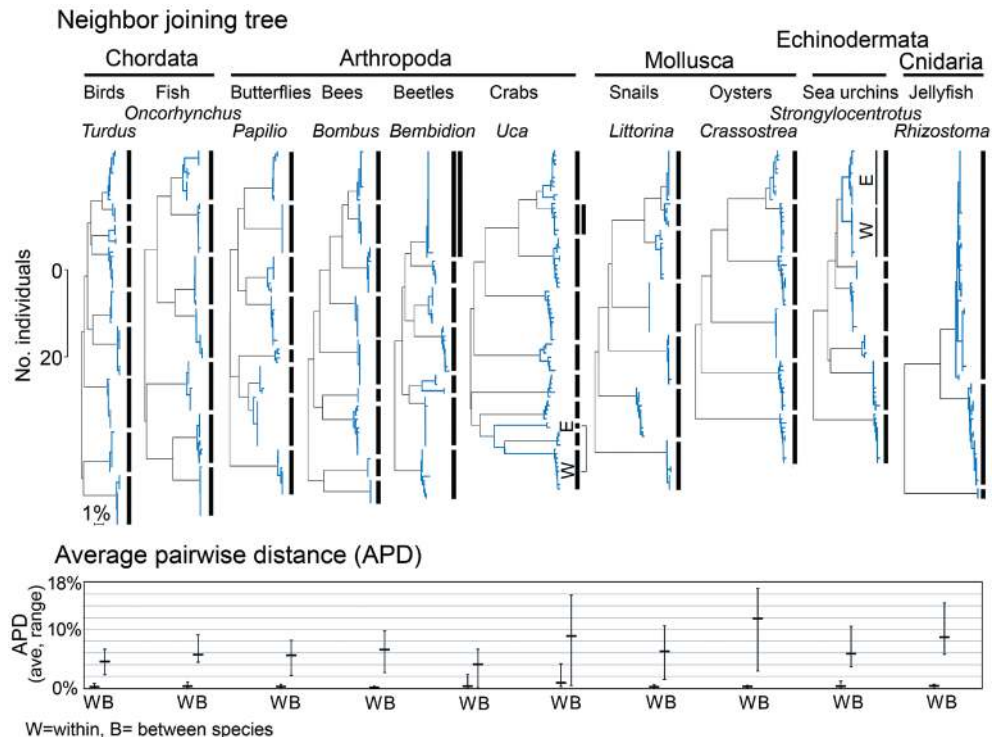 Neighbor joining tree
Chordata Arthropoda Mollusca Echinodermata Cnidaria
Birds Fish Butterflies Bees Beetles Crabs Snails Oysters Sea urchins Jellyfish
Turdus Oncorhynchus Papilio Bombus Bembidion Uca Littorina Crassostrea Strongylocentrotus Rhizostoma
No. individuals
0
20
E
W
E
W
1%
Average pairwise distance (APD)
APD
(ave, range)
18%
10%
0%
WB WB WB WB WB WB WB WB WB WB
W=within, B= between species